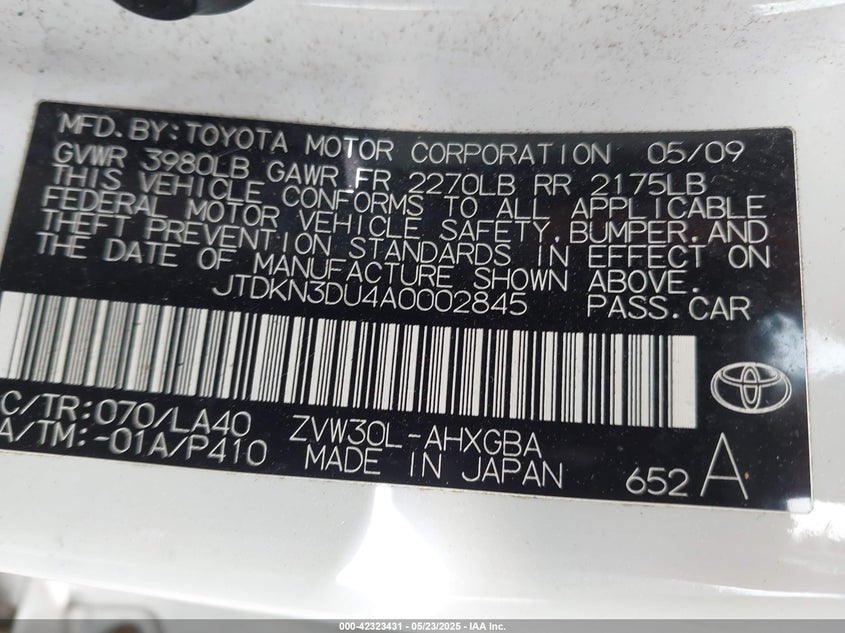 MFD.BY:TOYOTA MOTOR CORPORATION 05/09
GVWR 3980LB GAWR FR 2270LB RR 2175LB
THIS VEHICLE CONFORMS TO ALL APPLICABLE
FEDERAL MOTOR VEHICLE SAFETY,BUMPER,AND
THEFT PREVENTION STANDARDS IN EFFECT ON
THE DATE OF MANUFACTURE SHOWN ABOVE.
JTDKN3DU4A0002845 PASS.CAR
C/TR:070/LA40 ZVW30L-AHXGBA
A/TM:-01A/P410 MADE IN JAPAN 652 A
000-42323431 - 05/23/2025 - IAA Inc.